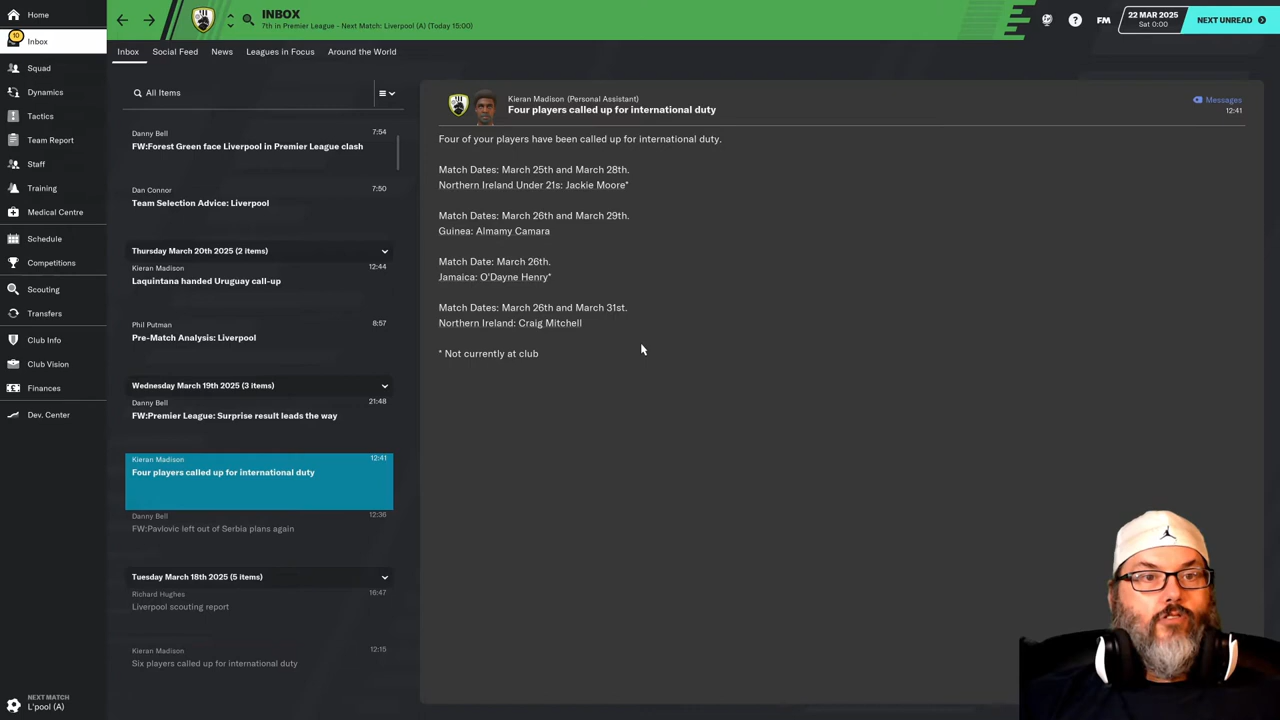 Home
Inbox
10
Squad
Dynamics
Tactics
Team Report
Staff
Training
Medical Centre
Schedule
Competitions
Scouting
Transfers
Club Info
Club Vision
Finances
Dev. Center
NEXT MATCH
L'pool (A)
INBOX
7th in Premier League - Next Match: Liverpool (A) (Today 15:00)
?
FM
22 MAR 2025
Sat 0:00
NEXT UNREAD
Inbox
Social Feed
News
Leagues in Focus
Around the World
All Items
Danny Bell
7:54
FW:Forest Green face Liverpool in Premier League clash
Dan Connor
7:50
Team Selection Advice: Liverpool
Thursday March 20th 2025 (2 items)
Kieran Madison
12:44
Laquintana handed Uruguay call-up
Phil Putman
8:57
Pre-Match Analysis: Liverpool
Wednesday March 19th 2025 (3 items)
Danny Bell
21:48
FW:Premier League: Surprise result leads the way
Kieran Madison
12:41
Four players called up for international duty
Danny Bell
12:36
FW:Pavlovic left out of Serbia plans again
Tuesday March 18th 2025 (5 items)
Richard Hughes
16:47
Liverpool scouting report
Kieran Madison
12:15
Six players called up for international duty
Kieran Madison (Personal Assistant)
Four players called up for international duty
Messages
12:41
Four of your players have been called up for international duty.
Match Dates: March 25th and March 28th.
Northern Ireland Under 21s: Jackie Moore*
Match Dates: March 26th and March 29th.
Guinea: Almamy Camara
Match Date: March 26th.
Jamaica: O'Dayne Henry*
Match Dates: March 26th and March 31st.
Northern Ireland: Craig Mitchell
* Not currently at club